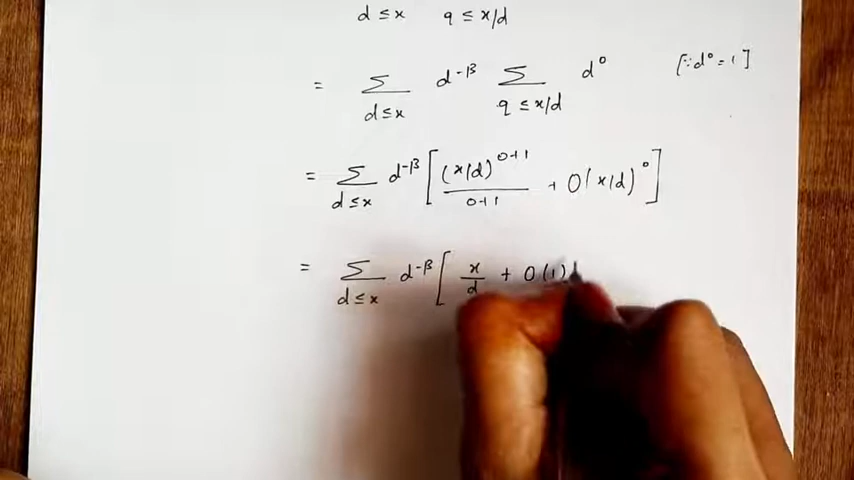 d ≤ x q ≤ x/d
= Σ d^-β Σ d^0 [∵ d^0 = 1]
d ≤ x q ≤ x/d
= Σ d^-β [ (x/d)^0+1 / 0+1 + O(x/d)^0 ]
d ≤ x
= Σ d^-β [ x/d + O(1)
d ≤ x